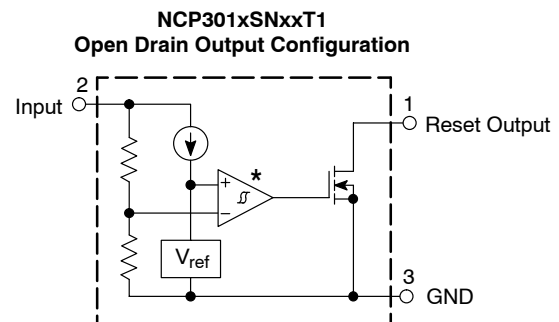 NCP301xSNxxT1
Open Drain Output Configuration
2
Input
1
Reset Output
*
+
−
Vref
3
GND